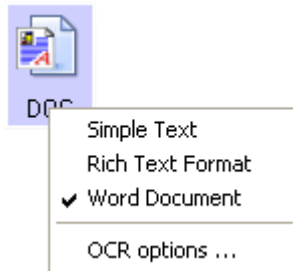 DOC
Simple Text
Rich Text Format
Word Document
OCR options ...